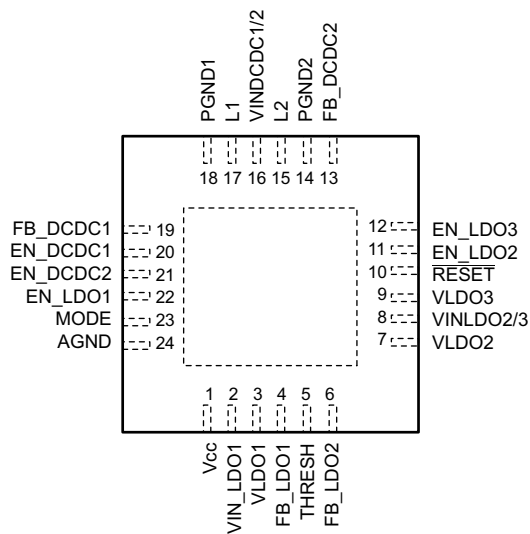 PGND1
L1
VINDCDC1/2
L2
PGND2
FB_DCDC2
18 17 16 15 14 13
FB_DCDC1 19
EN_DCDC1 20
EN_DCDC2 21
EN_LDO1 22
MODE 23
AGND 24
12 EN_LDO3
11 EN_LDO2
10 RESET
9 VLDO3
8 VINLDO2/3
7 VLDO2
1 2 3 4 5 6
Vcc
VIN_LDO1
VLDO1
FB_LDO1
THRESH
FB_LDO2